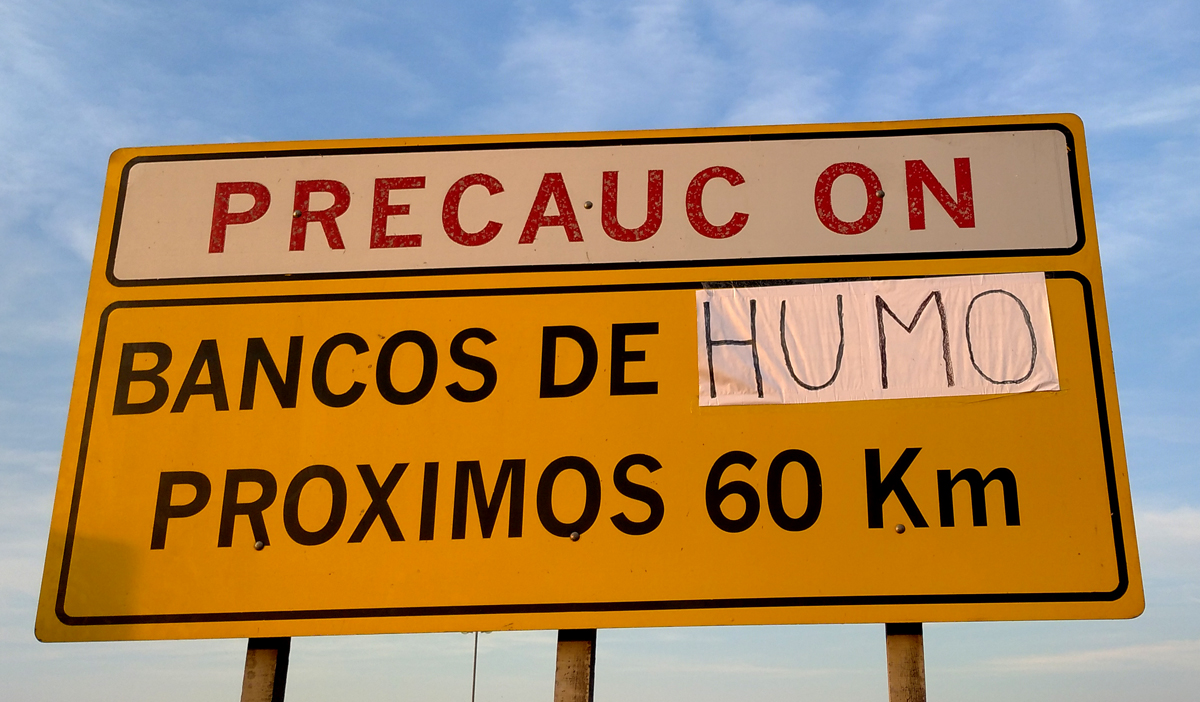 PRECAUC ON
BANCOS DE HUMO
PROXIMOS 60 Km